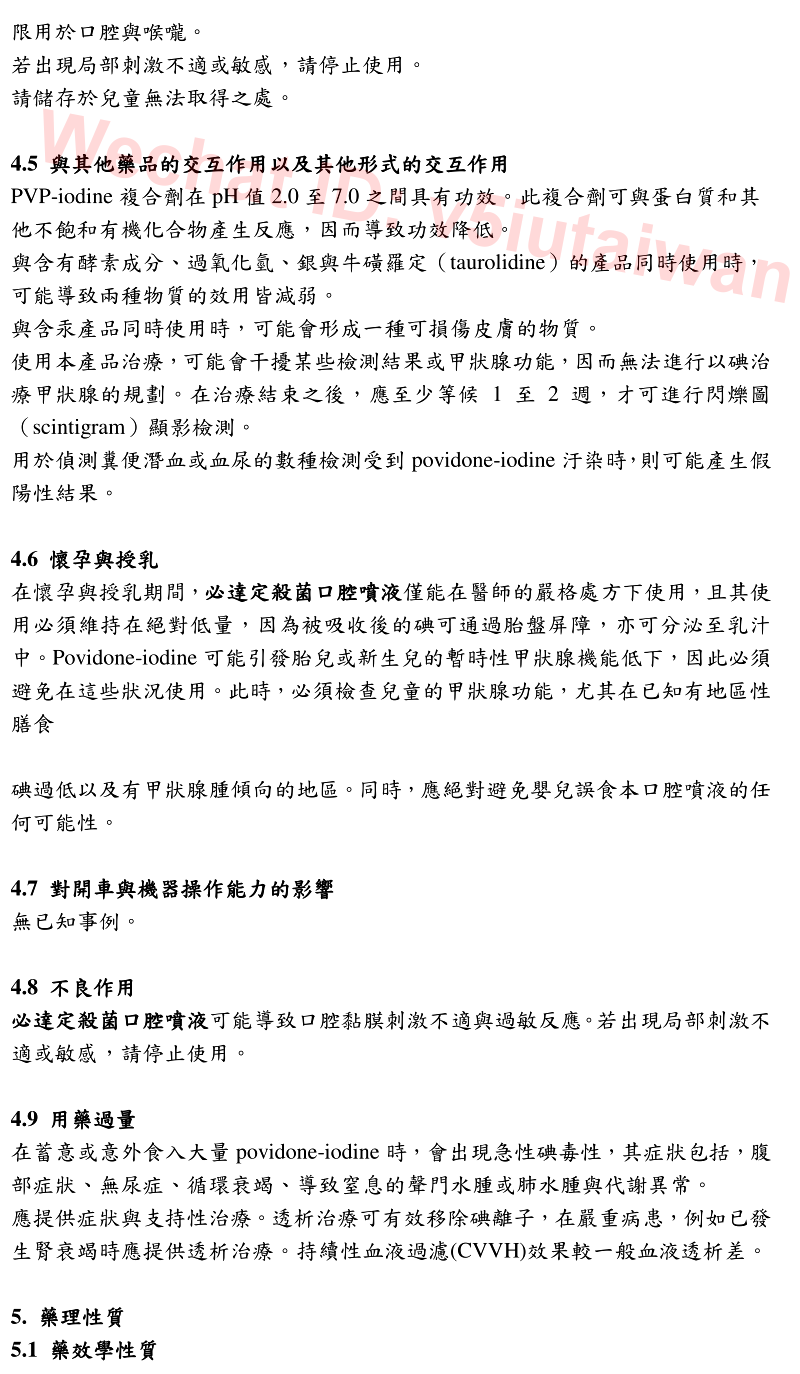 限用於口腔與喉嚨。
若出現局部刺激不適或敏感，請停止使用。
請儲存於兒童無法取得之處。
Wechat ID: y5iutaiwan
4.5 與其他藥品的交互作用以及其他形式的交互作用
PVP-iodine 複合劑在 pH 值 2.0 至 7.0 之間具有功效。此複合劑可與蛋白質和其
他不飽和有機化合物產生反應，因而導致功效降低。
與含有酵素成分、過氧化氫、銀與牛磺羅定（taurolidine）的產品同時使用時，
可能導致兩種物質的效用皆減弱。
與含汞產品同時使用時，可能會形成一種可損傷皮膚的物質。
使用本產品治療，可能會干擾某些檢測結果或甲狀腺功能，因而無法進行以碘治
療甲狀腺的規劃。在治療結束之後，應至少等候 1 至 2 週，才可進行閃爍圖
（scintigram）顯影檢測。
用於偵測糞便潛血或血尿的數種檢測受到 povidone-iodine 汙染時，則可能產生假
陽性結果。
4.6 懷孕與授乳
在懷孕與授乳期間，必達定殺菌口腔噴液僅能在醫師的嚴格處方下使用，且其使
用必須維持在絕對低量，因為被吸收後的碘可通過胎盤屏障，亦可分泌至乳汁
中。Povidone-iodine 可能引發胎兒或新生兒的暫時性甲狀腺機能低下，因此必須
避免在這些狀況使用。此時，必須檢查兒童的甲狀腺功能，尤其在已知有地區性
膳食
碘過低以及有甲狀腺腫傾向的地區。同時，應絕對避免嬰兒誤食本口腔噴液的任
何可能性。
4.7 對開車與機器操作能力的影響
無已知事例。
4.8 不良作用
必達定殺菌口腔噴液可能導致口腔黏膜刺激不適與過敏反應。若出現局部刺激不
適或敏感，請停止使用。
4.9 用藥過量
在蓄意或意外食入大量 povidone-iodine 時，會出現急性碘毒性，其症狀包括，腹
部症狀、無尿症、循環衰竭、導致窒息的聲門水腫或肺水腫與代謝異常。
應提供症狀與支持性治療。透析治療可有效移除碘離子，在嚴重病患，例如已發
生腎衰竭時應提供透析治療。持續性血液過濾(CVVH)效果較一般血液透析差。
5. 藥理性質
5.1 藥效學性質